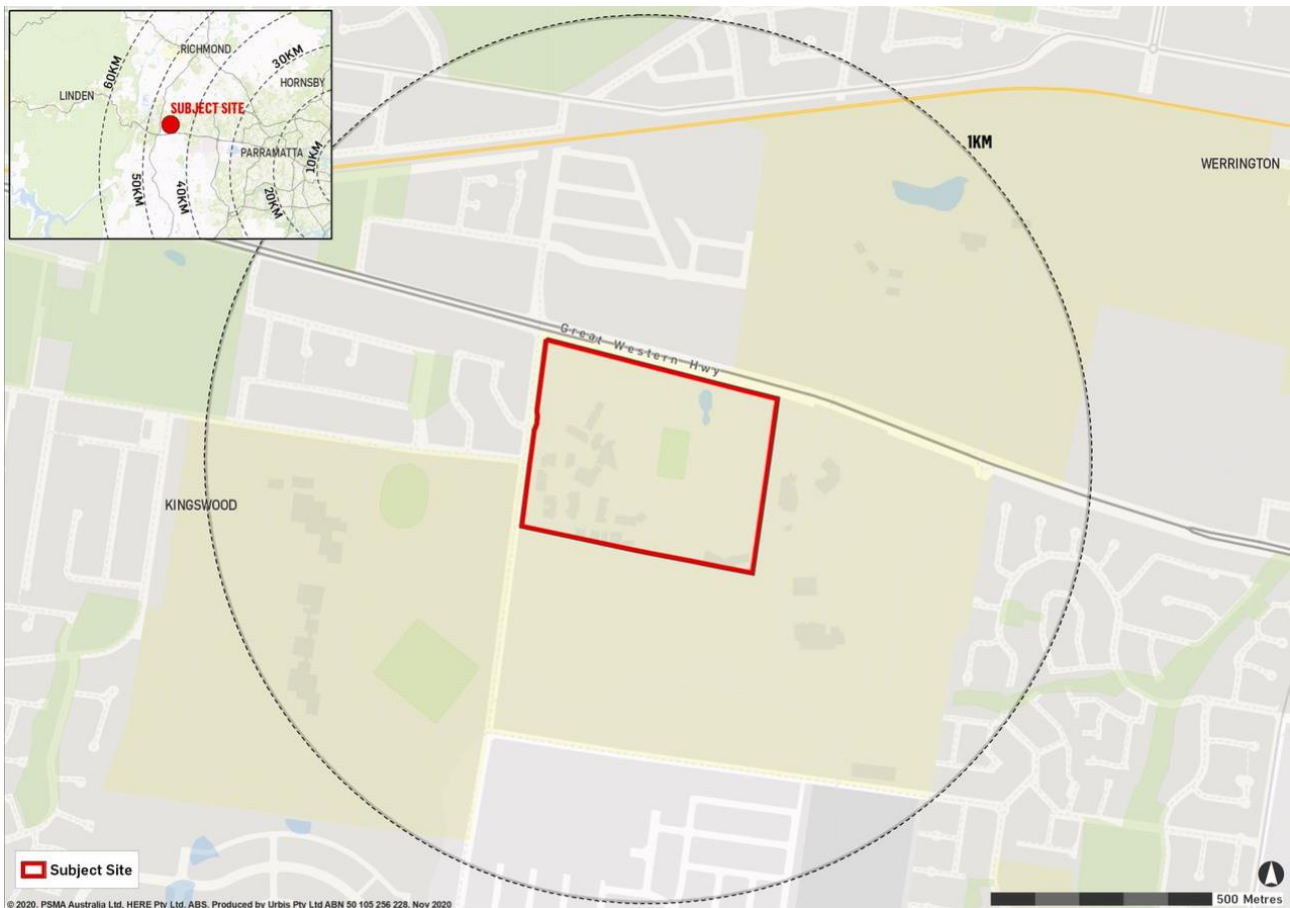 RICHMOND
30KM
60KM
HORNSBY
LINDEN
SUBJECT SITE
PARRAMATTA
10KM
50KM
40KM
20KM
1KM
WERRINGTON
Great Western Hwy
KINGSWOOD
Subject Site
500 Metres
© 2020. PSMA Australia Ltd, HERE Pty Ltd. ABS. Produced by Urbis Pty Ltd ABN 50 105 256 228. Nov 2020